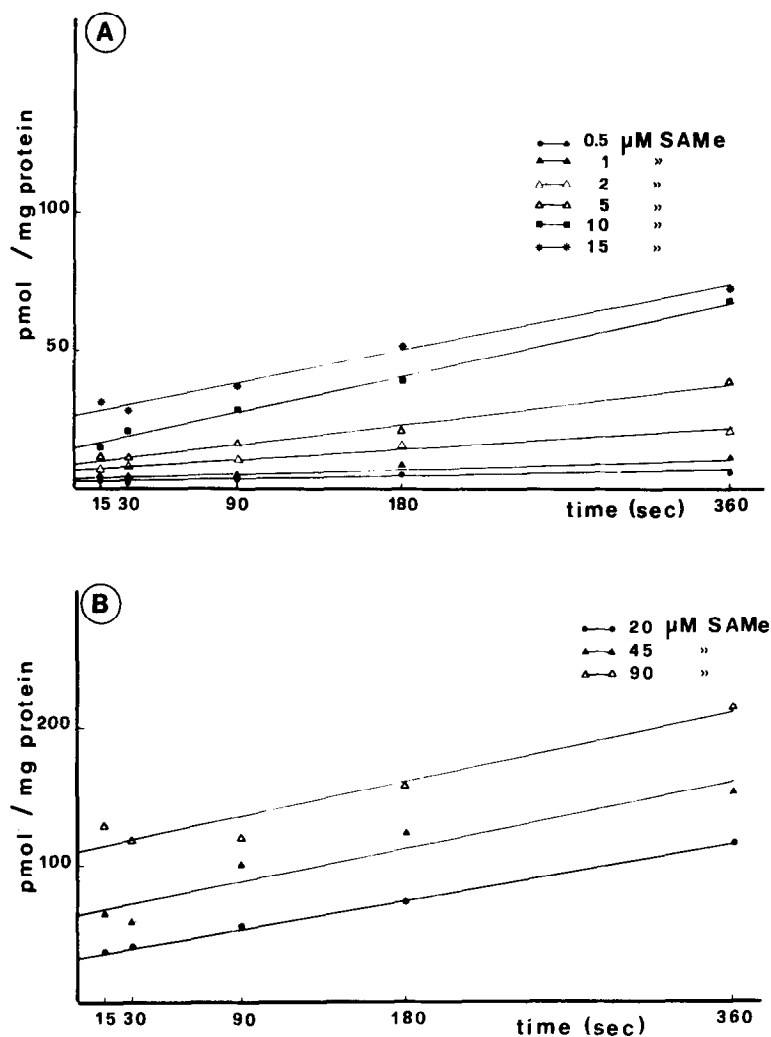 A
pmol / mg protein
100
50
0.5 µM SAMe
1 »
2 »
5 »
10 »
15 »
15 30 90 180 time (sec) 360
B
pmol / mg protein
200
100
20 µM SAMe
45 »
90 »
15 30 90 180 time (sec) 360